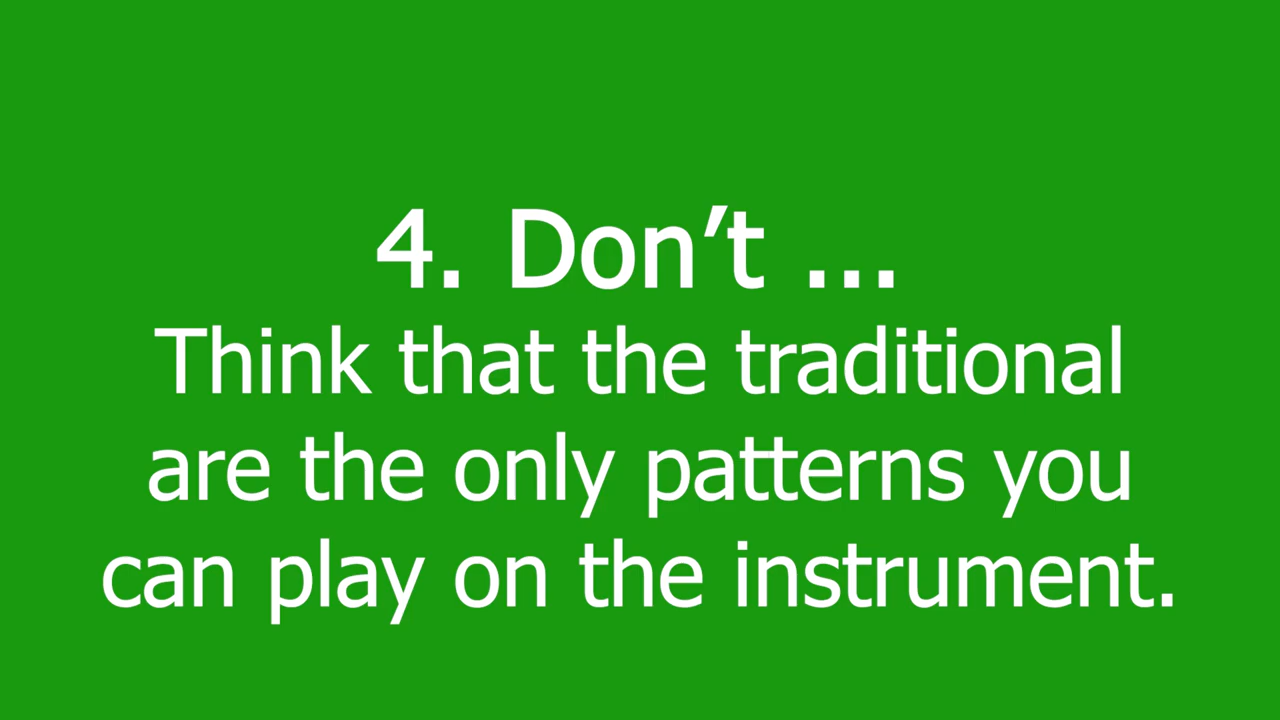 4. Don’t ...
Think that the traditional
are the only patterns you
can play on the instrument.